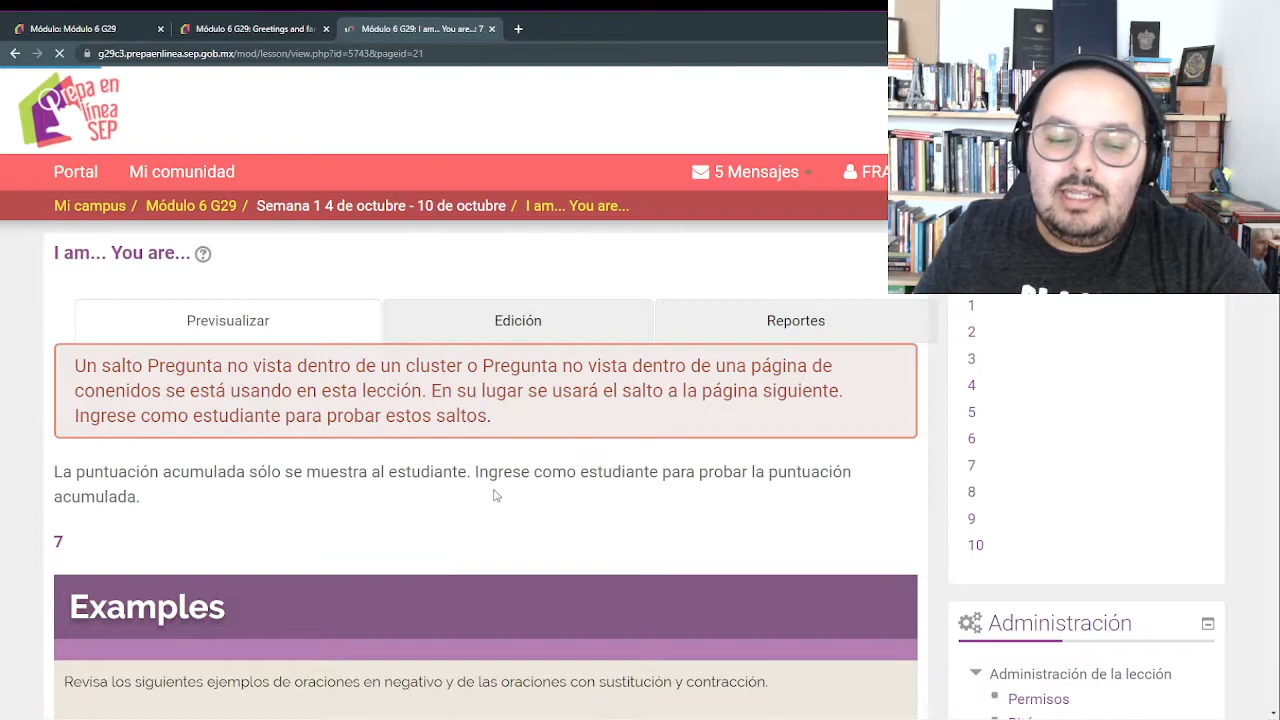 Módulo: Módulo 6 G29
Módulo 6 G29: Greetings and fa
Módulo 6 G29: I am... You are...: 7
g29c3.prepaenlinea.sep.gob.mx/mod/lesson/view.php?id=5743&pageid=21
Prepa en
línea
SEP
Portal
Mi comunidad
5 Mensajes
FRA
Mi campus / Módulo 6 G29 / Semana 1 4 de octubre - 10 de octubre / I am... You are...
I am... You are...
Previsualizar
Edición
Reportes
Un salto Pregunta no vista dentro de un cluster o Pregunta no vista dentro de una página de
conenidos se está usando en esta lección. En su lugar se usará el salto a la página siguiente.
Ingrese como estudiante para probar estos saltos.
La puntuación acumulada sólo se muestra al estudiante. Ingrese como estudiante para probar la puntuación
acumulada.
7
Examples
Revisa los siguientes ejemplos de oraciones en negativo y de las oraciones con sustitución y contracción.
1
2
3
4
5
6
7
8
9
10
Administración
Administración de la lección
Permisos